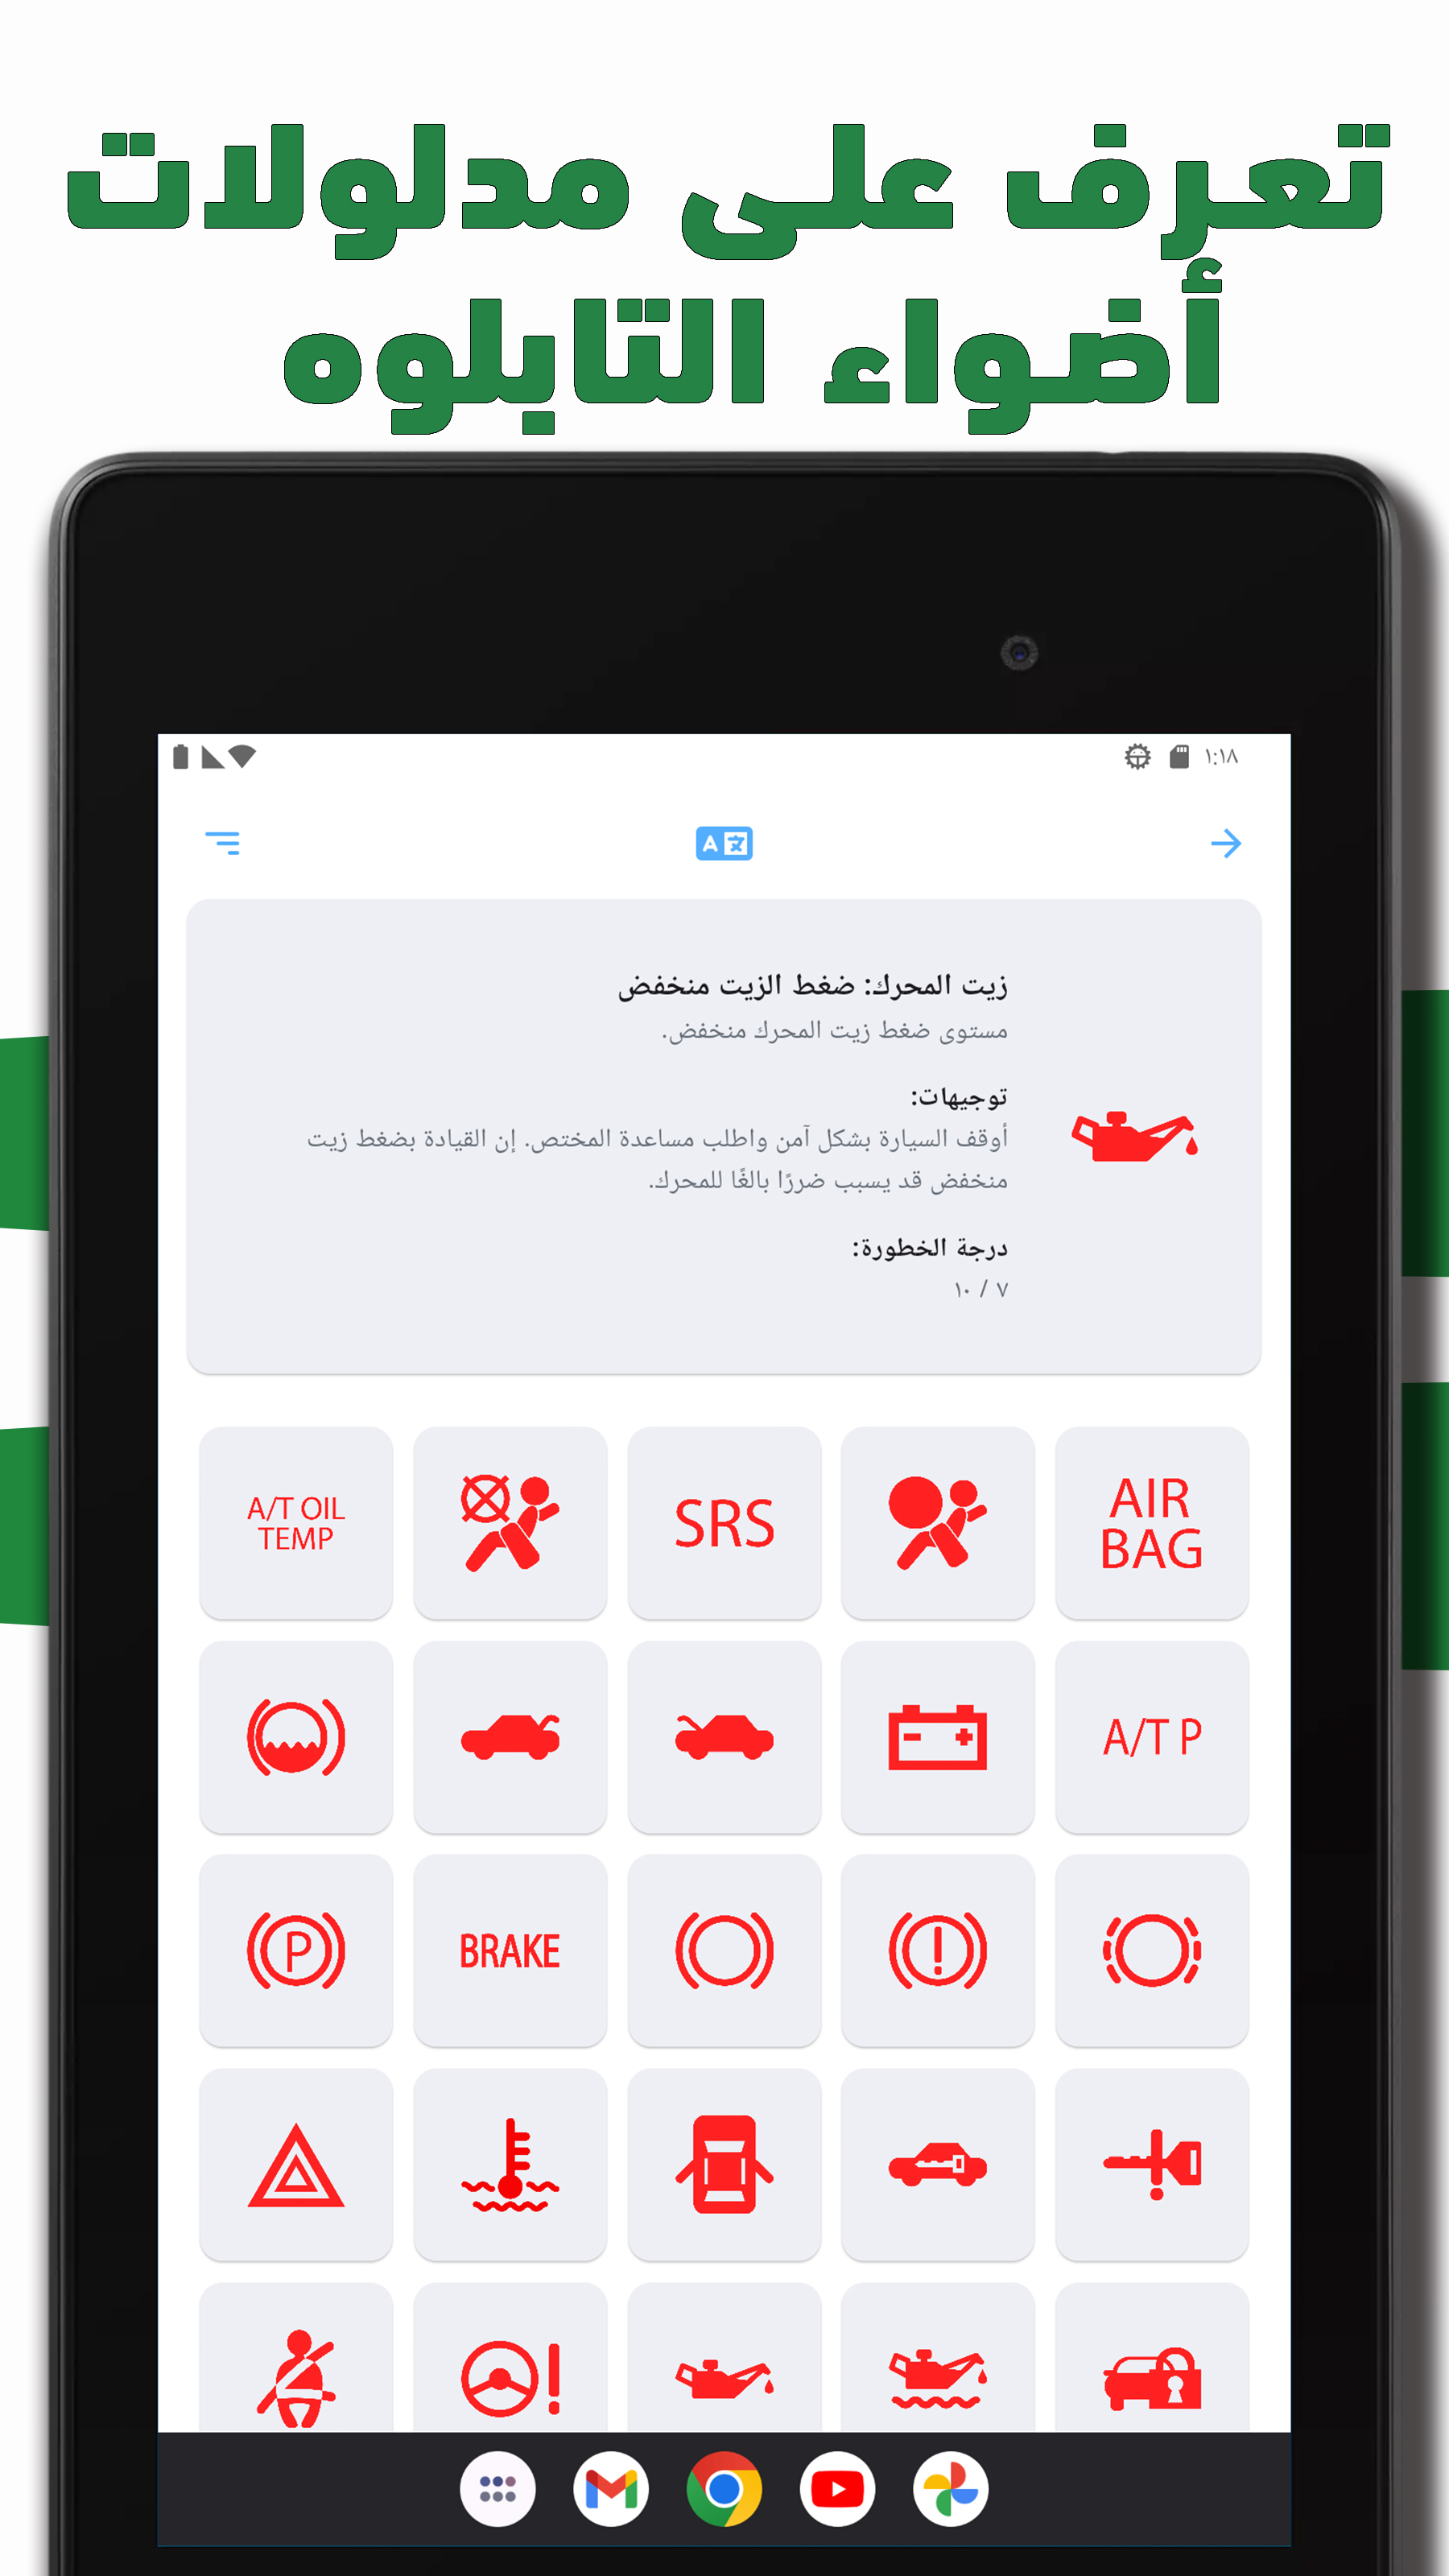 تعرف على مدلولات
أضواء التابلوه
١:١٨
زيت المحرك: ضغط الزيت منخفض
مستوى ضغط زيت المحرك منخفض.
توجيهات:
أوقف السيارة بشكل آمن واطلب مساعدة المختص. إن القيادة بضغط زيت
منخفض قد يسبب ضررًا بالغًا للمحرك.
درجة الخطورة:
٧ / ١٠
AIR
BAG
SRS
A/T OIL
TEMP
A/T P
BRAKE
P